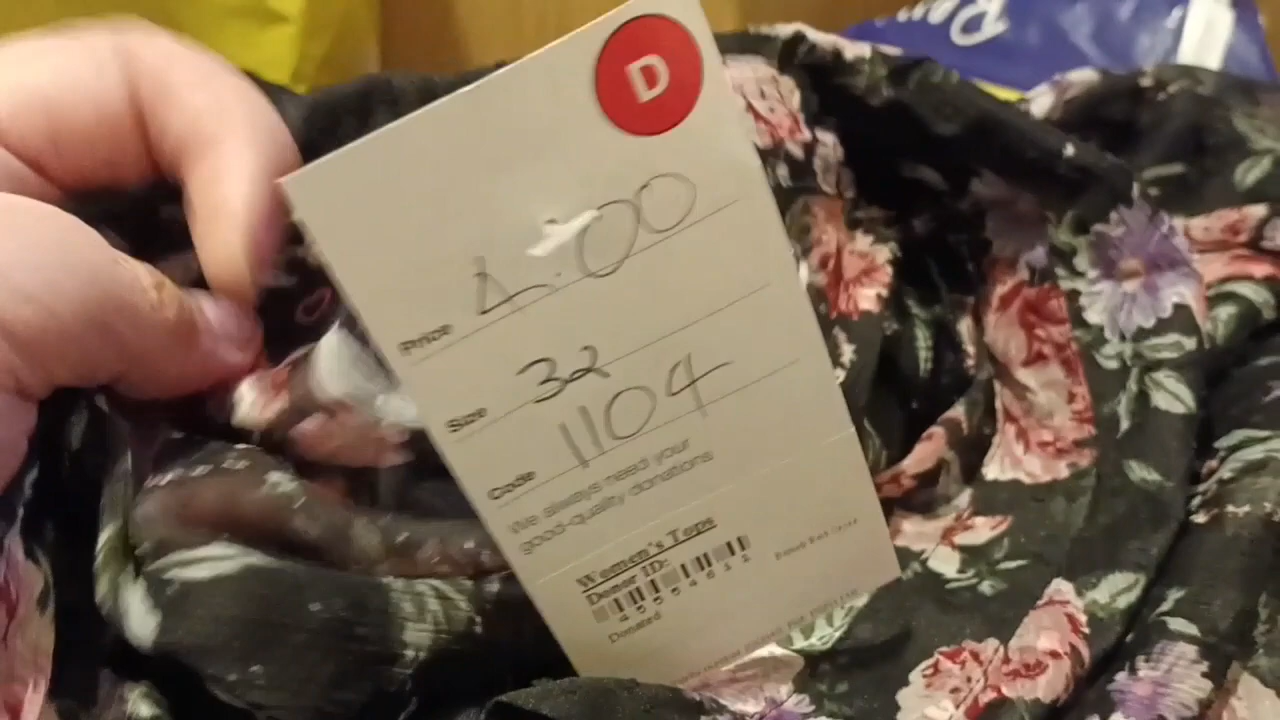 D
Price 4.00
Size 32
Code 1104
We always need your
good-quality donations
Women's Tops
Donor ID:
Donated